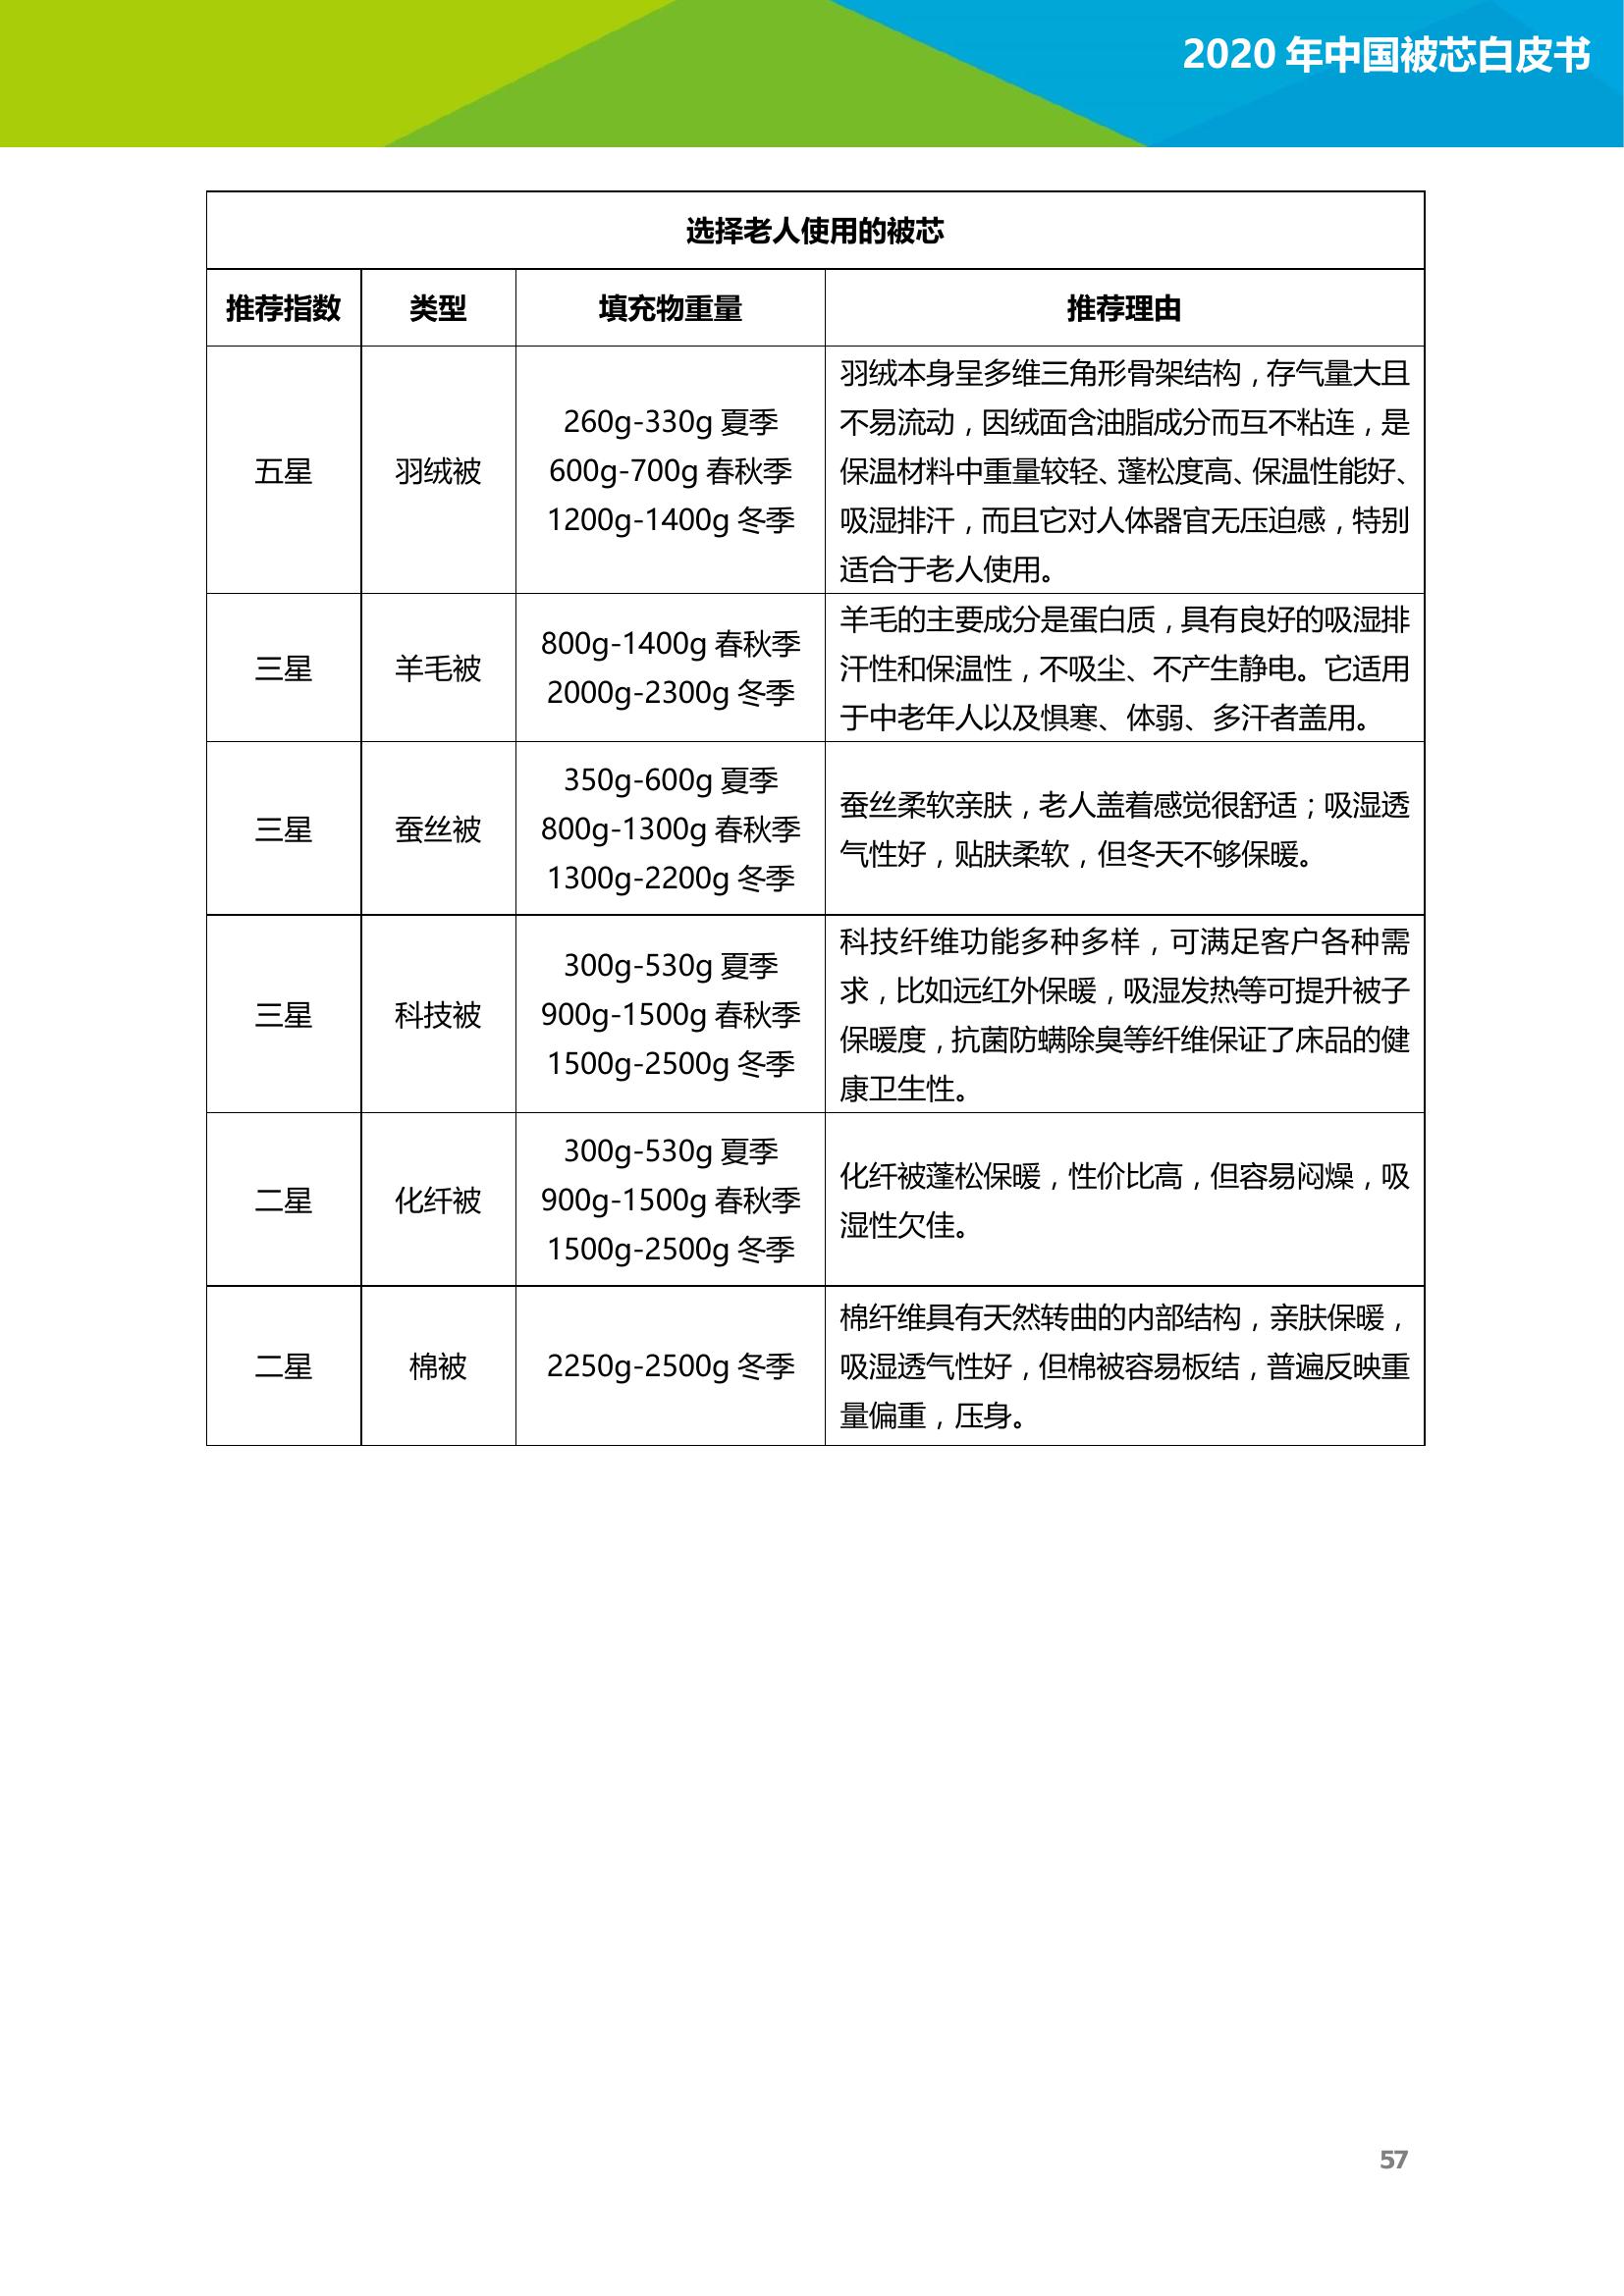 2020 年中国被芯白皮书
选择老人使用的被芯
推荐指数 类型 填充物重量 推荐理由
五星
羽绒被
260g-330g 夏季
600g-700g 春秋季
1200g-1400g 冬季
羽绒本身呈多维三角形骨架结构，存气量大且
不易流动，因绒面含油脂成分而互不粘连，是
保温材料中重量较轻、蓬松度高、保温性能好、
吸湿排汗，而且它对人体器官无压迫感，特别
适合于老人使用。
三星
羊毛被
800g-1400g 春秋季
2000g-2300g 冬季
羊毛的主要成分是蛋白质，具有良好的吸湿排
汗性和保温性，不吸尘、不产生静电。它适用
于中老年人以及惧寒、体弱、多汗者盖用。
三星
蚕丝被
350g-600g 夏季
800g-1300g 春秋季
1300g-2200g 冬季
蚕丝柔软亲肤，老人盖着感觉很舒适；吸湿透
气性好，贴肤柔软，但冬天不够保暖。
三星
科技被
300g-530g 夏季
900g-1500g 春秋季
1500g-2500g 冬季
科技纤维功能多种多样，可满足客户各种需
求，比如远红外保暖，吸湿发热等可提升被子
保暖度，抗菌防螨除臭等纤维保证了床品的健
康卫生性。
二星
化纤被
300g-530g 夏季
900g-1500g 春秋季
1500g-2500g 冬季
化纤被蓬松保暖，性价比高，但容易闷燥，吸
湿性欠佳。
二星
棉被
2250g-2500g 冬季
棉纤维具有天然转曲的内部结构，亲肤保暖，
吸湿透气性好，但棉被容易板结，普遍反映重
量偏重，压身。
57